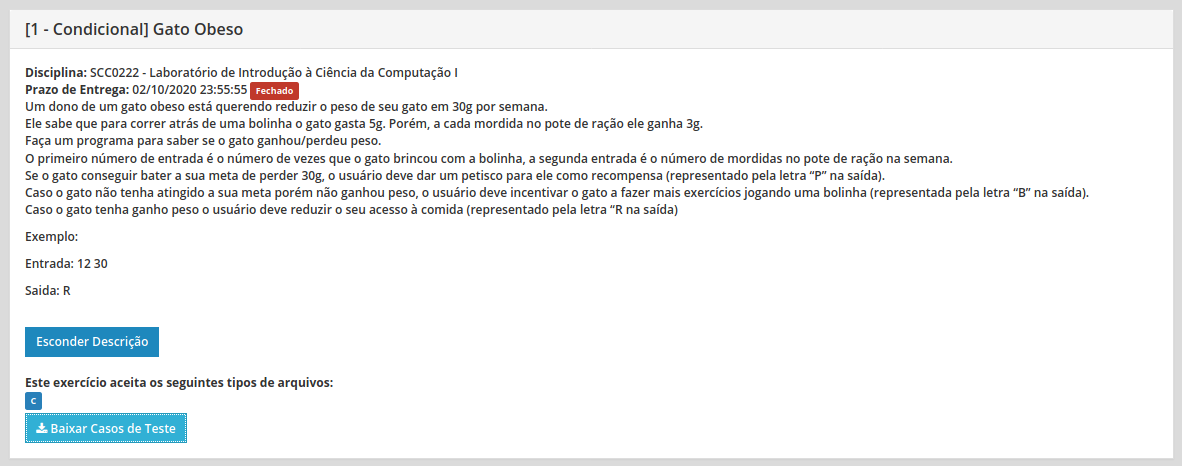 [1 - Condicional] Gato Obeso
Disciplina: SCC0222 - Laboratório de Introdução à Ciência da Computação I
Prazo de Entrega: 02/10/2020 23:55:55 Fechado
Um dono de um gato obeso está querendo reduzir o peso de seu gato em 30g por semana.
Ele sabe que para correr atrás de uma bolinha o gato gasta 5g. Porém, a cada mordida no pote de ração ele ganha 3g.
Faça um programa para saber se o gato ganhou/perdeu peso.
O primeiro número de entrada é o número de vezes que o gato brincou com a bolinha, a segunda entrada é o número de mordidas no pote de ração na semana.
Se o gato conseguir bater a sua meta de perder 30g, o usuário deve dar um petisco para ele como recompensa (representado pela letra “P” na saída).
Caso o gato não tenha atingido a sua meta porém não ganhou peso, o usuário deve incentivar o gato a fazer mais exercícios jogando uma bolinha (representada pela letra “B” na saída).
Caso o gato tenha ganho peso o usuário deve reduzir o seu acesso à comida (representado pela letra “R na saída)
Exemplo:
Entrada: 12 30
Saida: R
Esconder Descrição
Este exercício aceita os seguintes tipos de arquivos:
C
Baixar Casos de Teste